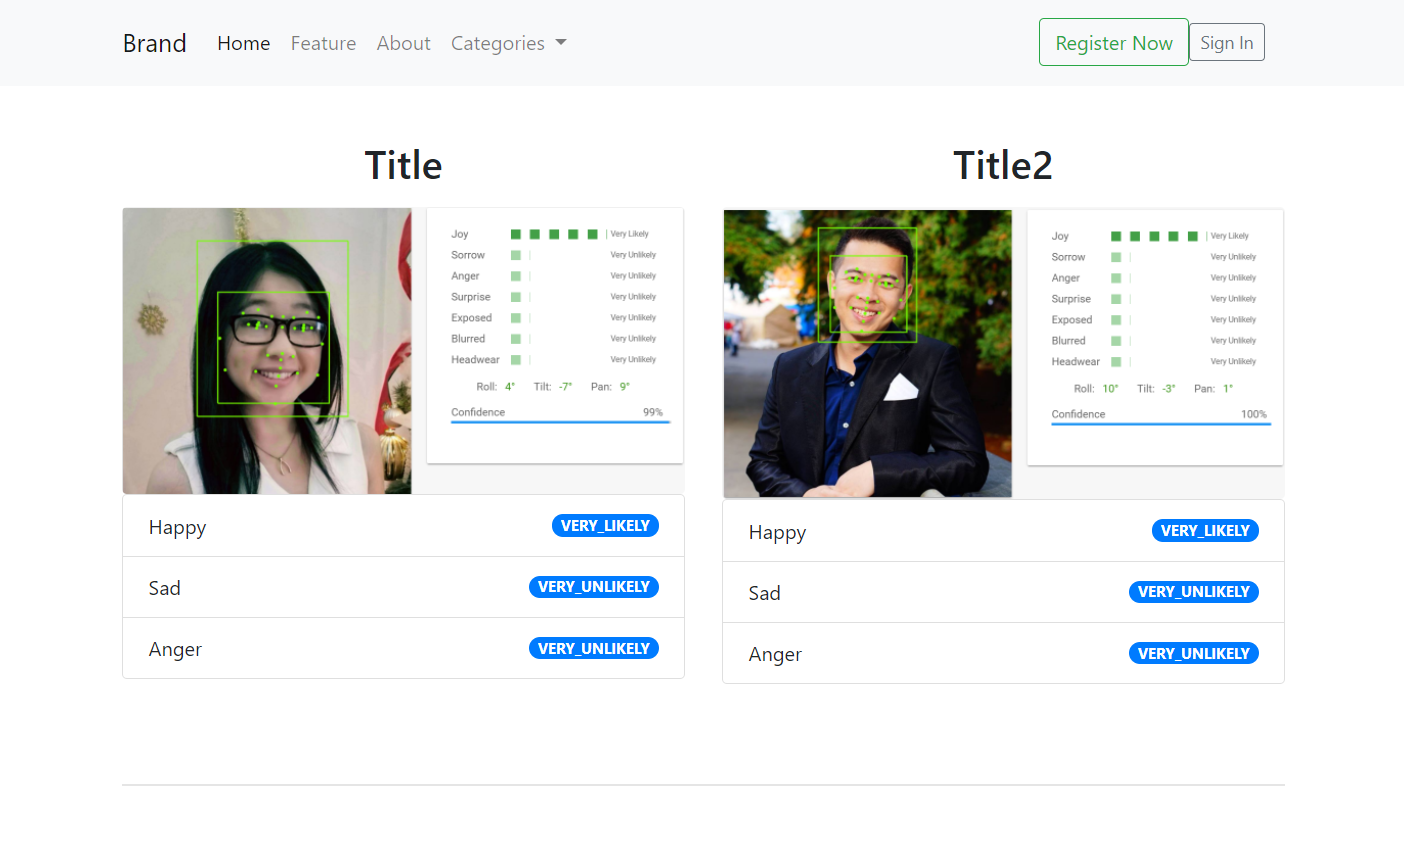 Brand Home Feature About Categories Register Now Sign In
Title
Joy Very Likely
Sorrow Very Unlikely
Anger Very Unlikely
Surprise Very Unlikely
Exposed Very Unlikely
Blurred Very Unlikely
Headwear Very Unlikely
Roll: 4° Tilt: -7° Pan: 9°
Confidence 99%
Happy VERY_LIKELY
Sad VERY_UNLIKELY
Anger VERY_UNLIKELY
Title2
Joy Very Likely
Sorrow Very Unlikely
Anger Very Unlikely
Surprise Very Unlikely
Exposed Very Unlikely
Blurred Very Unlikely
Headwear Very Unlikely
Roll: 10° Tilt: -3° Pan: 1°
Confidence 100%
Happy VERY_LIKELY
Sad VERY_UNLIKELY
Anger VERY_UNLIKELY